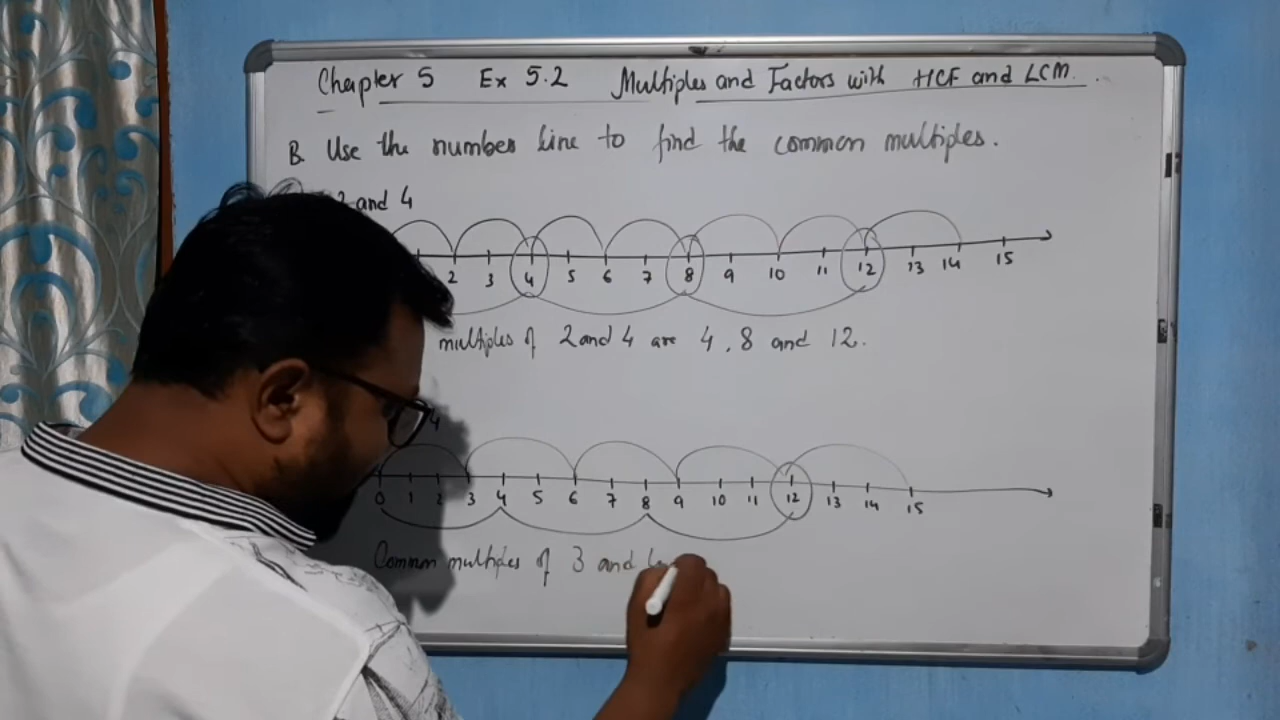 Chapter 5 Ex 5.2 Multiples and Factors with HCF and LCM.
B. Use the number line to find the common multiples.
2 and 4
2 3 4 5 6 7 8 9 10 11 12 13 14 15
multiples of 2 and 4 are 4, 8 and 12.
4
0 1 2 3 4 5 6 7 8 9 10 11 12 13 14 15
Common multiples of 3 and